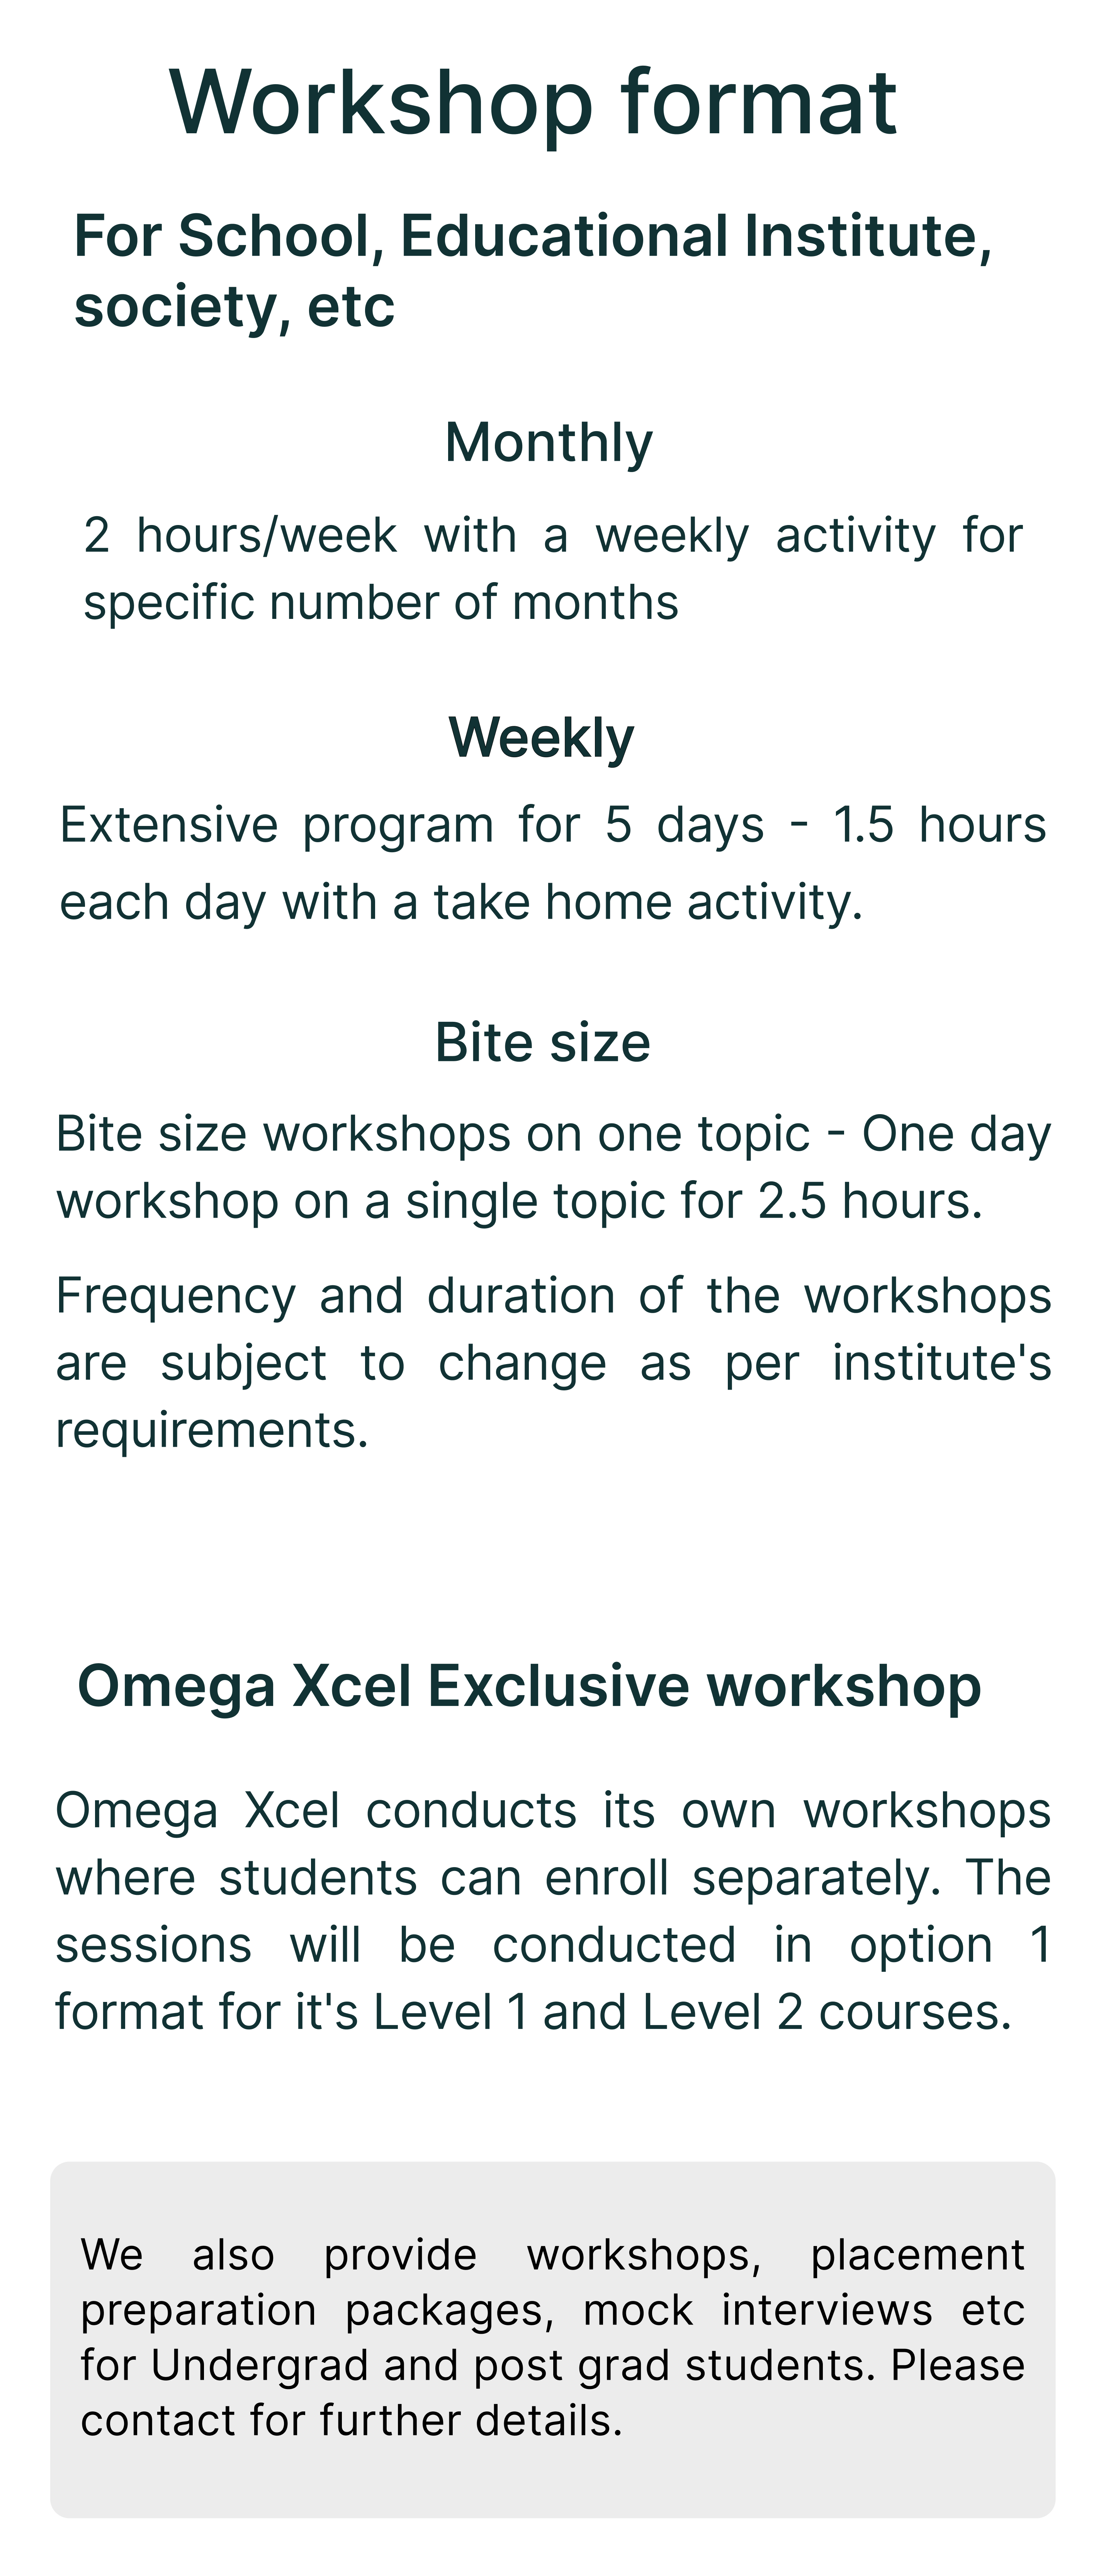 Workshop format
For School, Educational Institute,
society, etc
Monthly
2 hours/week with a weekly activity for
specific number of months
Weekly
Extensive program for 5 days - 1.5 hours
each day with a take home activity.
Bite size
Bite size workshops on one topic - One day
workshop on a single topic for 2.5 hours.
Frequency and duration of the workshops
are subject to change as per institute's
requirements.
Omega Xcel Exclusive workshop
Omega Xcel conducts its own workshops
where students can enroll separately. The
sessions will be conducted in option 1
format for it's Level 1 and Level 2 courses.
We also provide workshops, placement
preparation packages, mock interviews etc
for Undergrad and post grad students. Please
contact for further details.